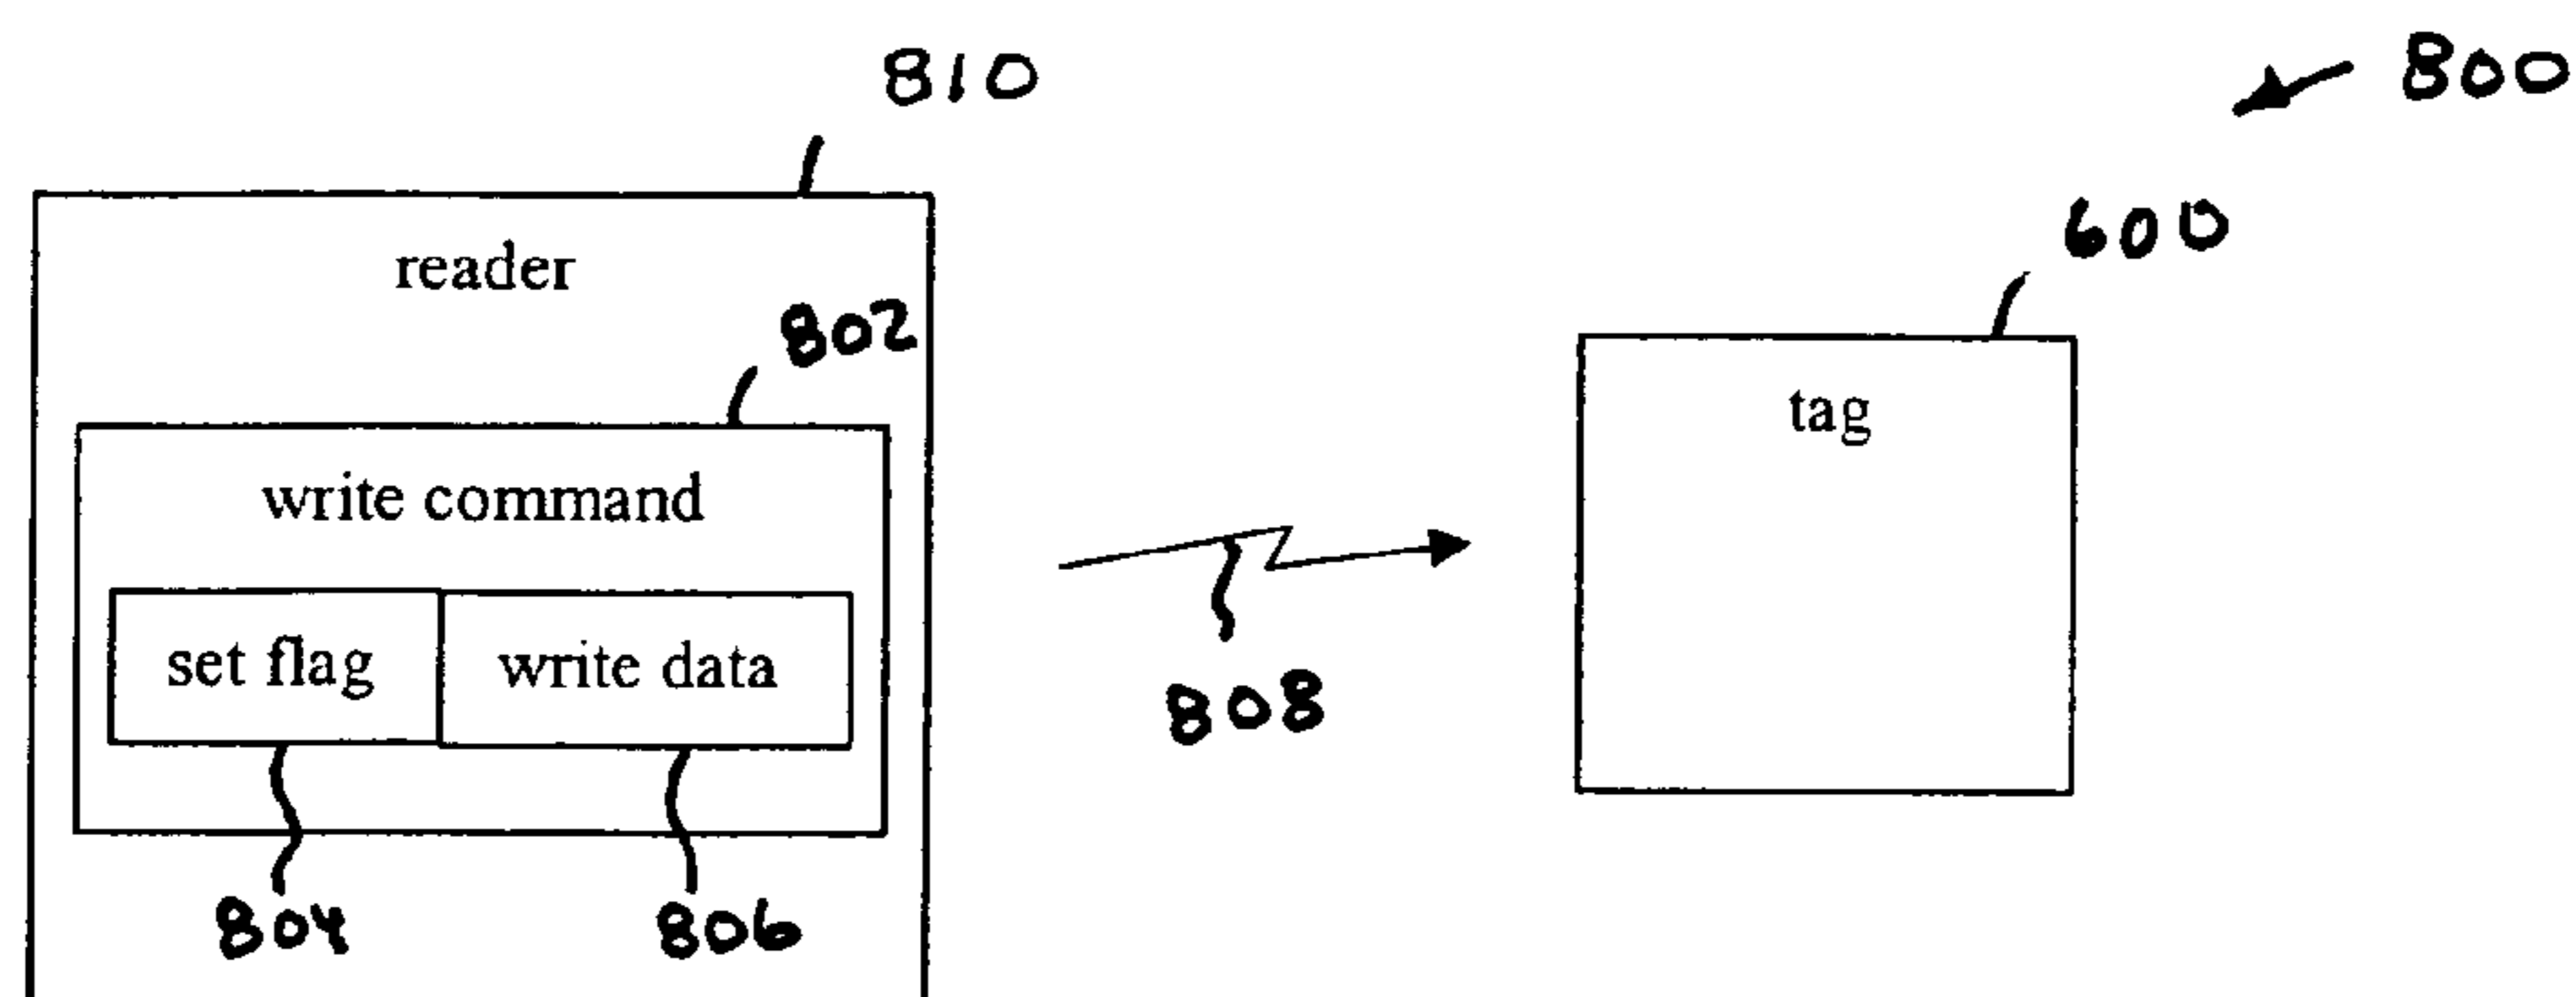 810
800
reader
600
802
tag
write command
set flag
write data
808
804
806